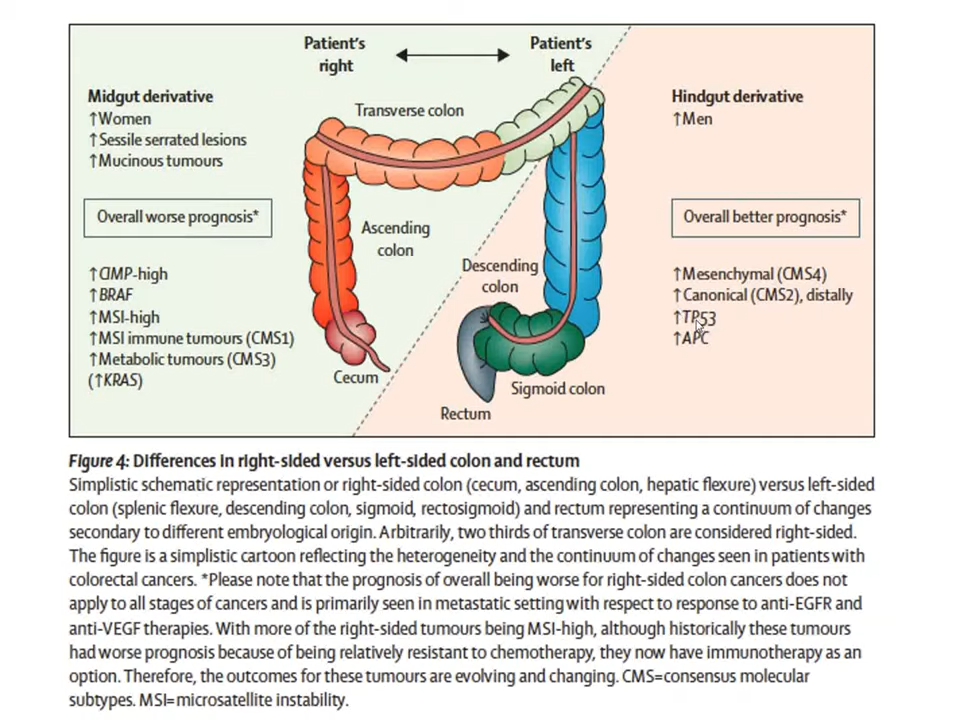 Patient's
right
Patient's
left
Midgut derivative
↑Women
↑Sessile serrated lesions
↑Mucinous tumours
Transverse colon
Hindgut derivative
↑Men
Overall worse prognosis*
Ascending
colon
Overall better prognosis*
Descending
colon
↑CIMP-high
↑BRAF
↑MSI-high
↑MSI immune tumours (CMS1)
↑Metabolic tumours (CMS3)
(↑KRAS)
↑Mesenchymal (CMS4)
↑Canonical (CMS2), distally
↑TP53
↑APC
Cecum
Sigmoid colon
Rectum
Figure 4: Differences in right-sided versus left-sided colon and rectum
Simplistic schematic representation or right-sided colon (cecum, ascending colon, hepatic flexure) versus left-sided
colon (splenic flexure, descending colon, sigmoid, rectosigmoid) and rectum representing a continuum of changes
secondary to different embryological origin. Arbitrarily, two thirds of transverse colon are considered right-sided.
The figure is a simplistic cartoon reflecting the heterogeneity and the continuum of changes seen in patients with
colorectal cancers. *Please note that the prognosis of overall being worse for right-sided colon cancers does not
apply to all stages of cancers and is primarily seen in metastatic setting with respect to response to anti-EGFR and
anti-VEGF therapies. With more of the right-sided tumours being MSI-high, although historically these tumours
had worse prognosis because of being relatively resistant to chemotherapy, they now have immunotherapy as an
option. Therefore, the outcomes for these tumours are evolving and changing. CMS=consensus molecular
subtypes. MSI=microsatellite instability.